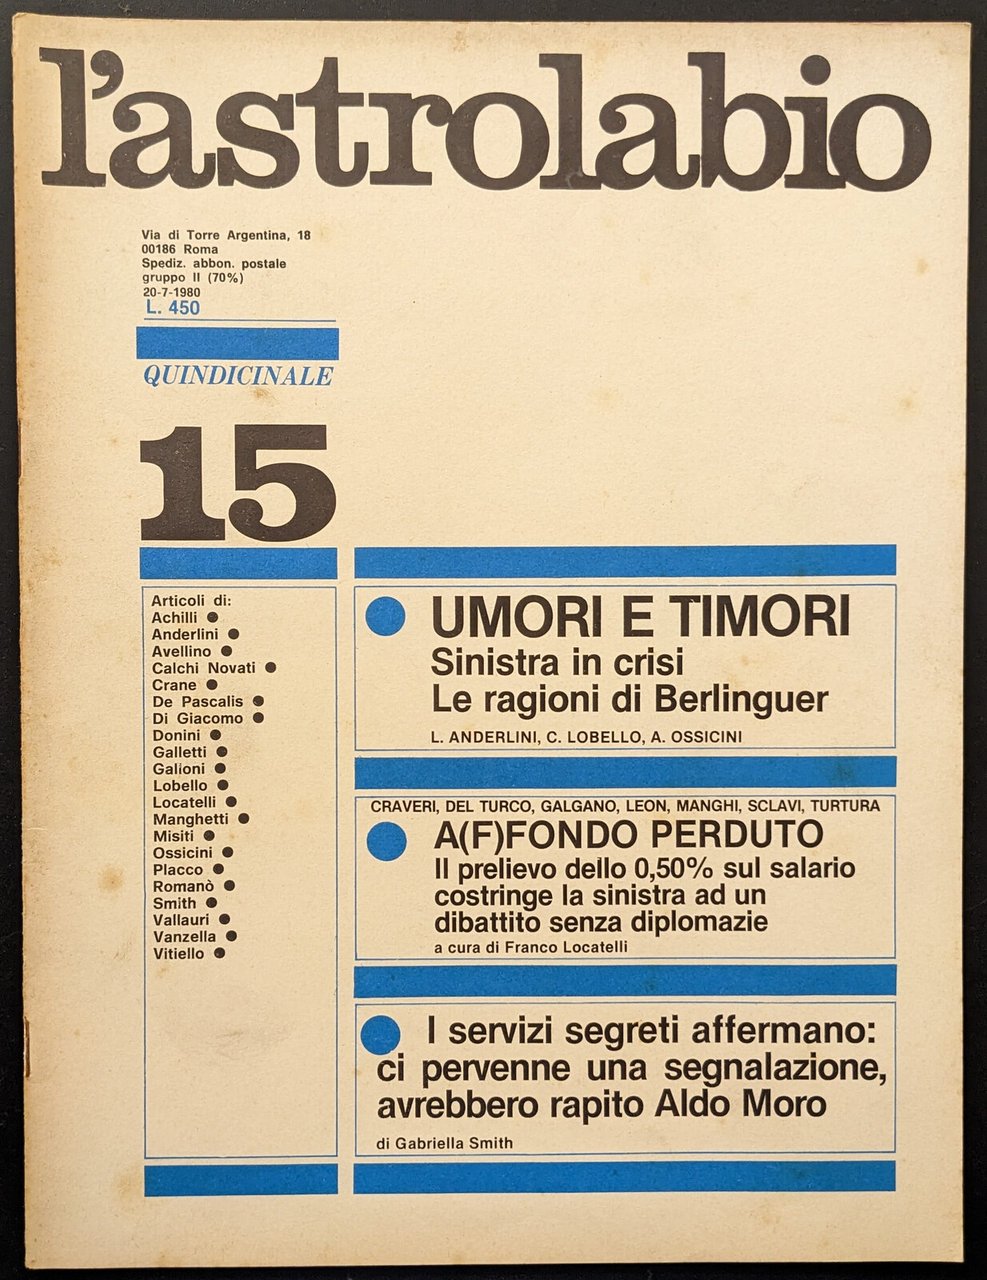 l'astrolabio
Via di Torre Argentina, 18
00186 Roma
Spediz. abbon. postale
gruppo II (70%)
20-7-1980
L. 450
QUINDICINALE
15
Articoli di:
Achilli ●
Anderlini ●
Avellino ●
Calchi Novati ●
Crane ●
De Pascalis ●
Di Giacomo ●
Donini ●
Galletti ●
Galioni ●
Lobello ●
Locatelli ●
Manghetti ●
Misiti ●
Ossicini ●
Placco ●
Romanò ●
Smith ●
Vallauri ●
Vanzella ●
Vitiello ●
UMORI E TIMORI
Sinistra in crisi
Le ragioni di Berlinguer
L. ANDERLINI, C. LOBELLO, A. OSSICINI
CRAVERI, DEL TURCO, GALGANO, LEON, MANGHI, SCLAVI, TURTURA
A(F)FONDO PERDUTO
Il prelievo dello 0,50% sul salario
costringe la sinistra ad un
dibattito senza diplomazie
a cura di Franco Locatelli
I servizi segreti affermano:
ci pervenne una segnalazione,
avrebbero rapito Aldo Moro
di Gabriella Smith